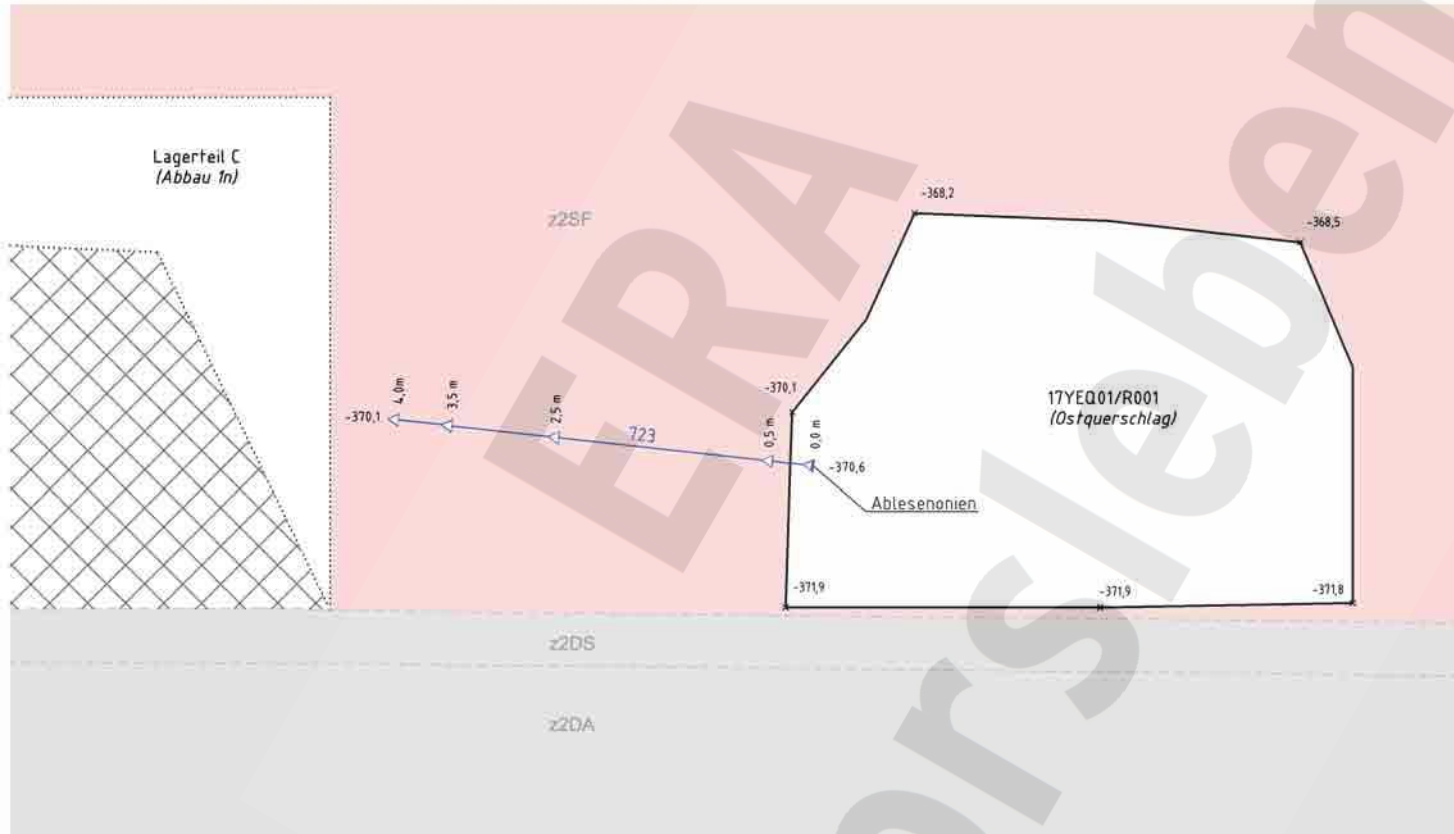 Lagerteil C
(Abbau 1n)
z2SF
-368,2
-368,5
-370,1
4,0m
3,5 m
2,5 m
723
0,5 m
0,0 m
-370,1
-370,6
Ablesenonien
17YEQ01/R001
(Ostquerschlag)
-371,9
-371,9
-371,8
z2DS
z2DA
ERA
orsleben